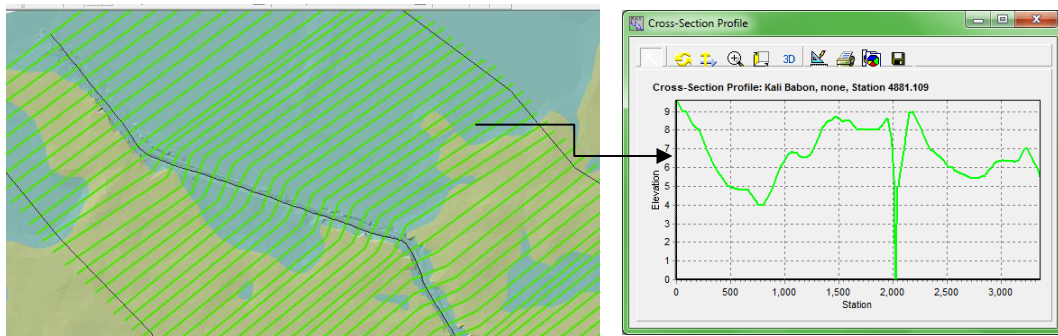 Cross-Section Profile
3D
Cross-Section Profile: Kali Babon, none, Station 4881.109
9
8
7
6
5
4
3
2
1
0
Elevation
0 500 1,000 1,500 2,000 2,500 3,000
Station